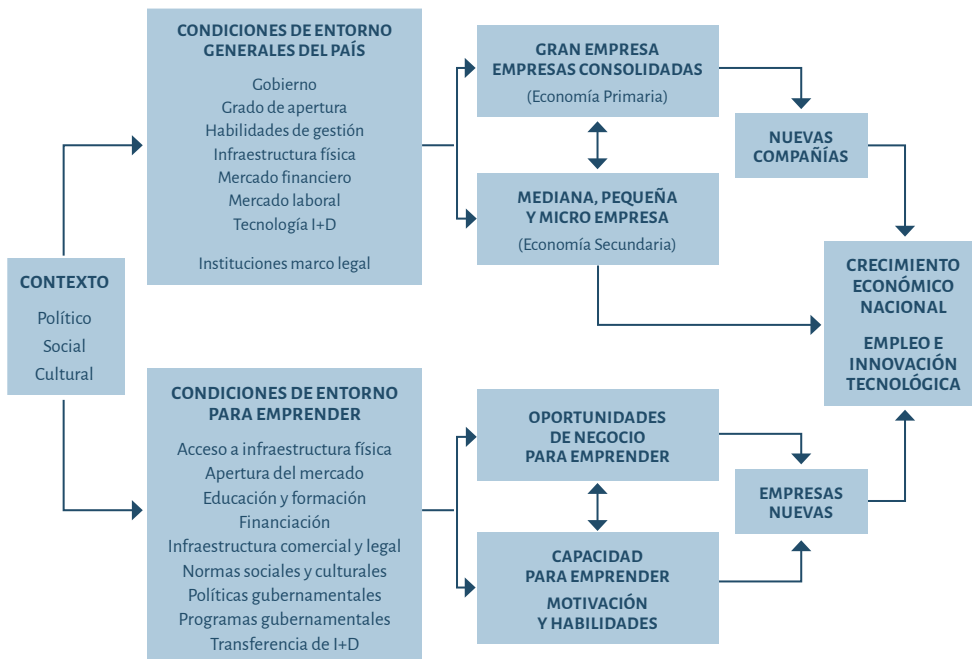 CONTEXTO
Político
Social
Cultural
CONDICIONES DE ENTORNO
GENERALES DEL PAÍS
Gobierno
Grado de apertura
Habilidades de gestión
Infraestructura física
Mercado financiero
Mercado laboral
Tecnología I+D
Instituciones marco legal
GRAN EMPRESA
EMPRESAS CONSOLIDADAS
(Economía Primaria)
MEDIANA, PEQUEÑA
Y MICRO EMPRESA
(Economía Secundaria)
NUEVAS
COMPAÑÍAS
CRECIMIENTO
ECONÓMICO
NACIONAL
EMPLEO E
INNOVACIÓN
TECNOLÓGICA
CONDICIONES DE ENTORNO
PARA EMPRENDER
Acceso a infraestructura física
Apertura del mercado
Educación y formación
Financiación
Infraestructura comercial y legal
Normas sociales y culturales
Políticas gubernamentales
Programas gubernamentales
Transferencia de I+D
OPORTUNIDADES
DE NEGOCIO
PARA EMPRENDER
CAPACIDAD
PARA EMPRENDER
MOTIVACIÓN
Y HABILIDADES
EMPRESAS
NUEVAS